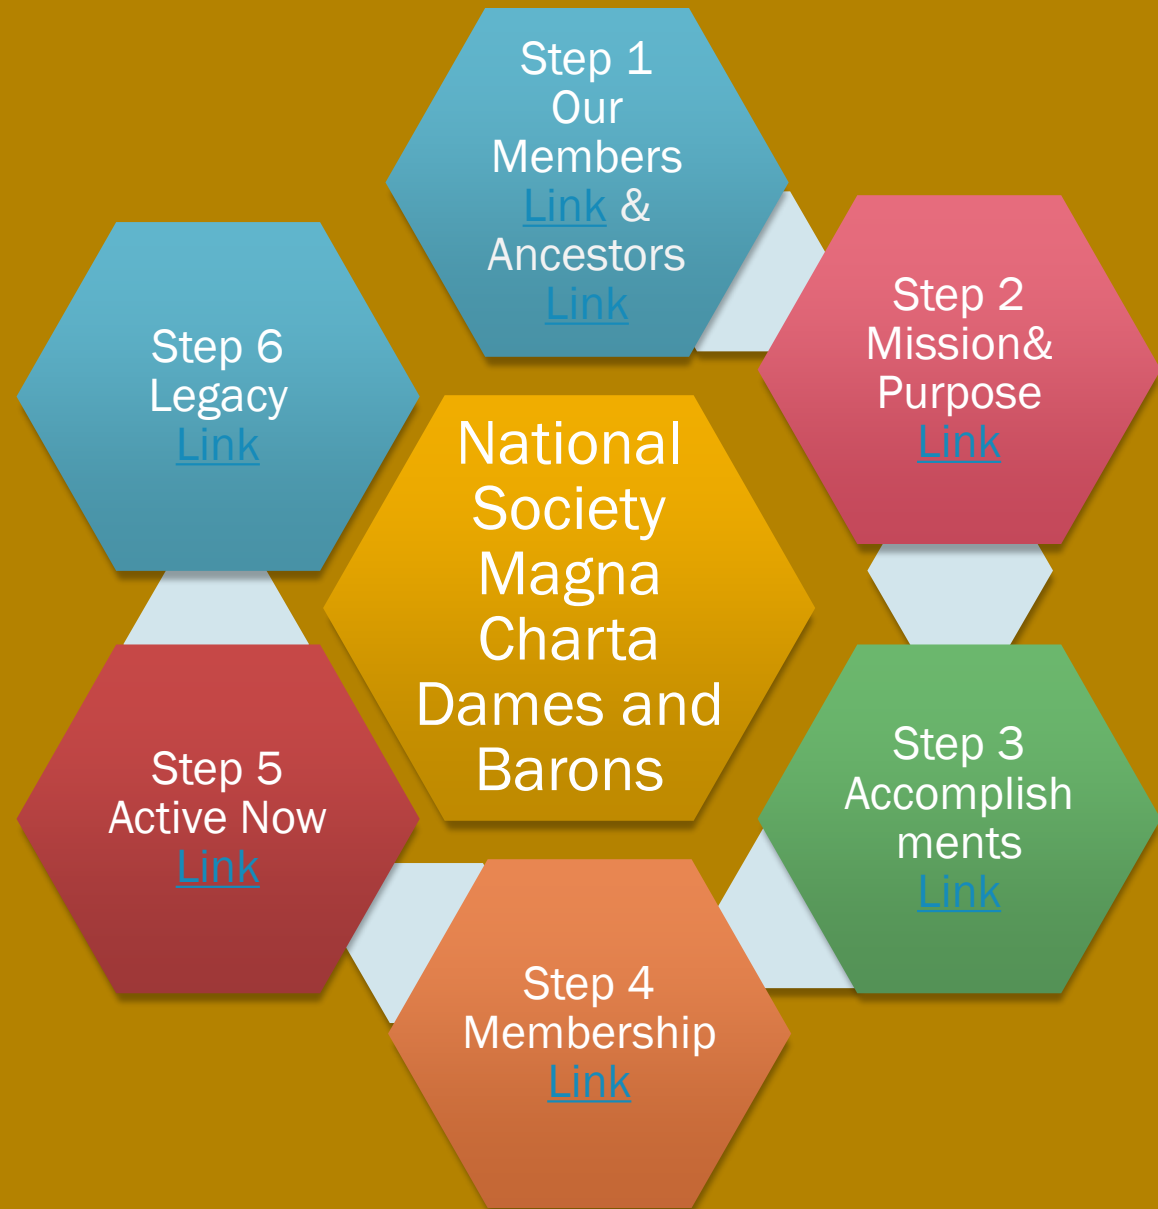 Step 1
Our
Members
Link &
Ancestors
Link
Step 2
Mission&
Purpose
Link
Step 3
Accomplish
ments
Link
Step 4
Membership
Link
Step 5
Active Now
Link
Step 6
Legacy
Link
National
Society
Magna
Charta
Dames and
Barons